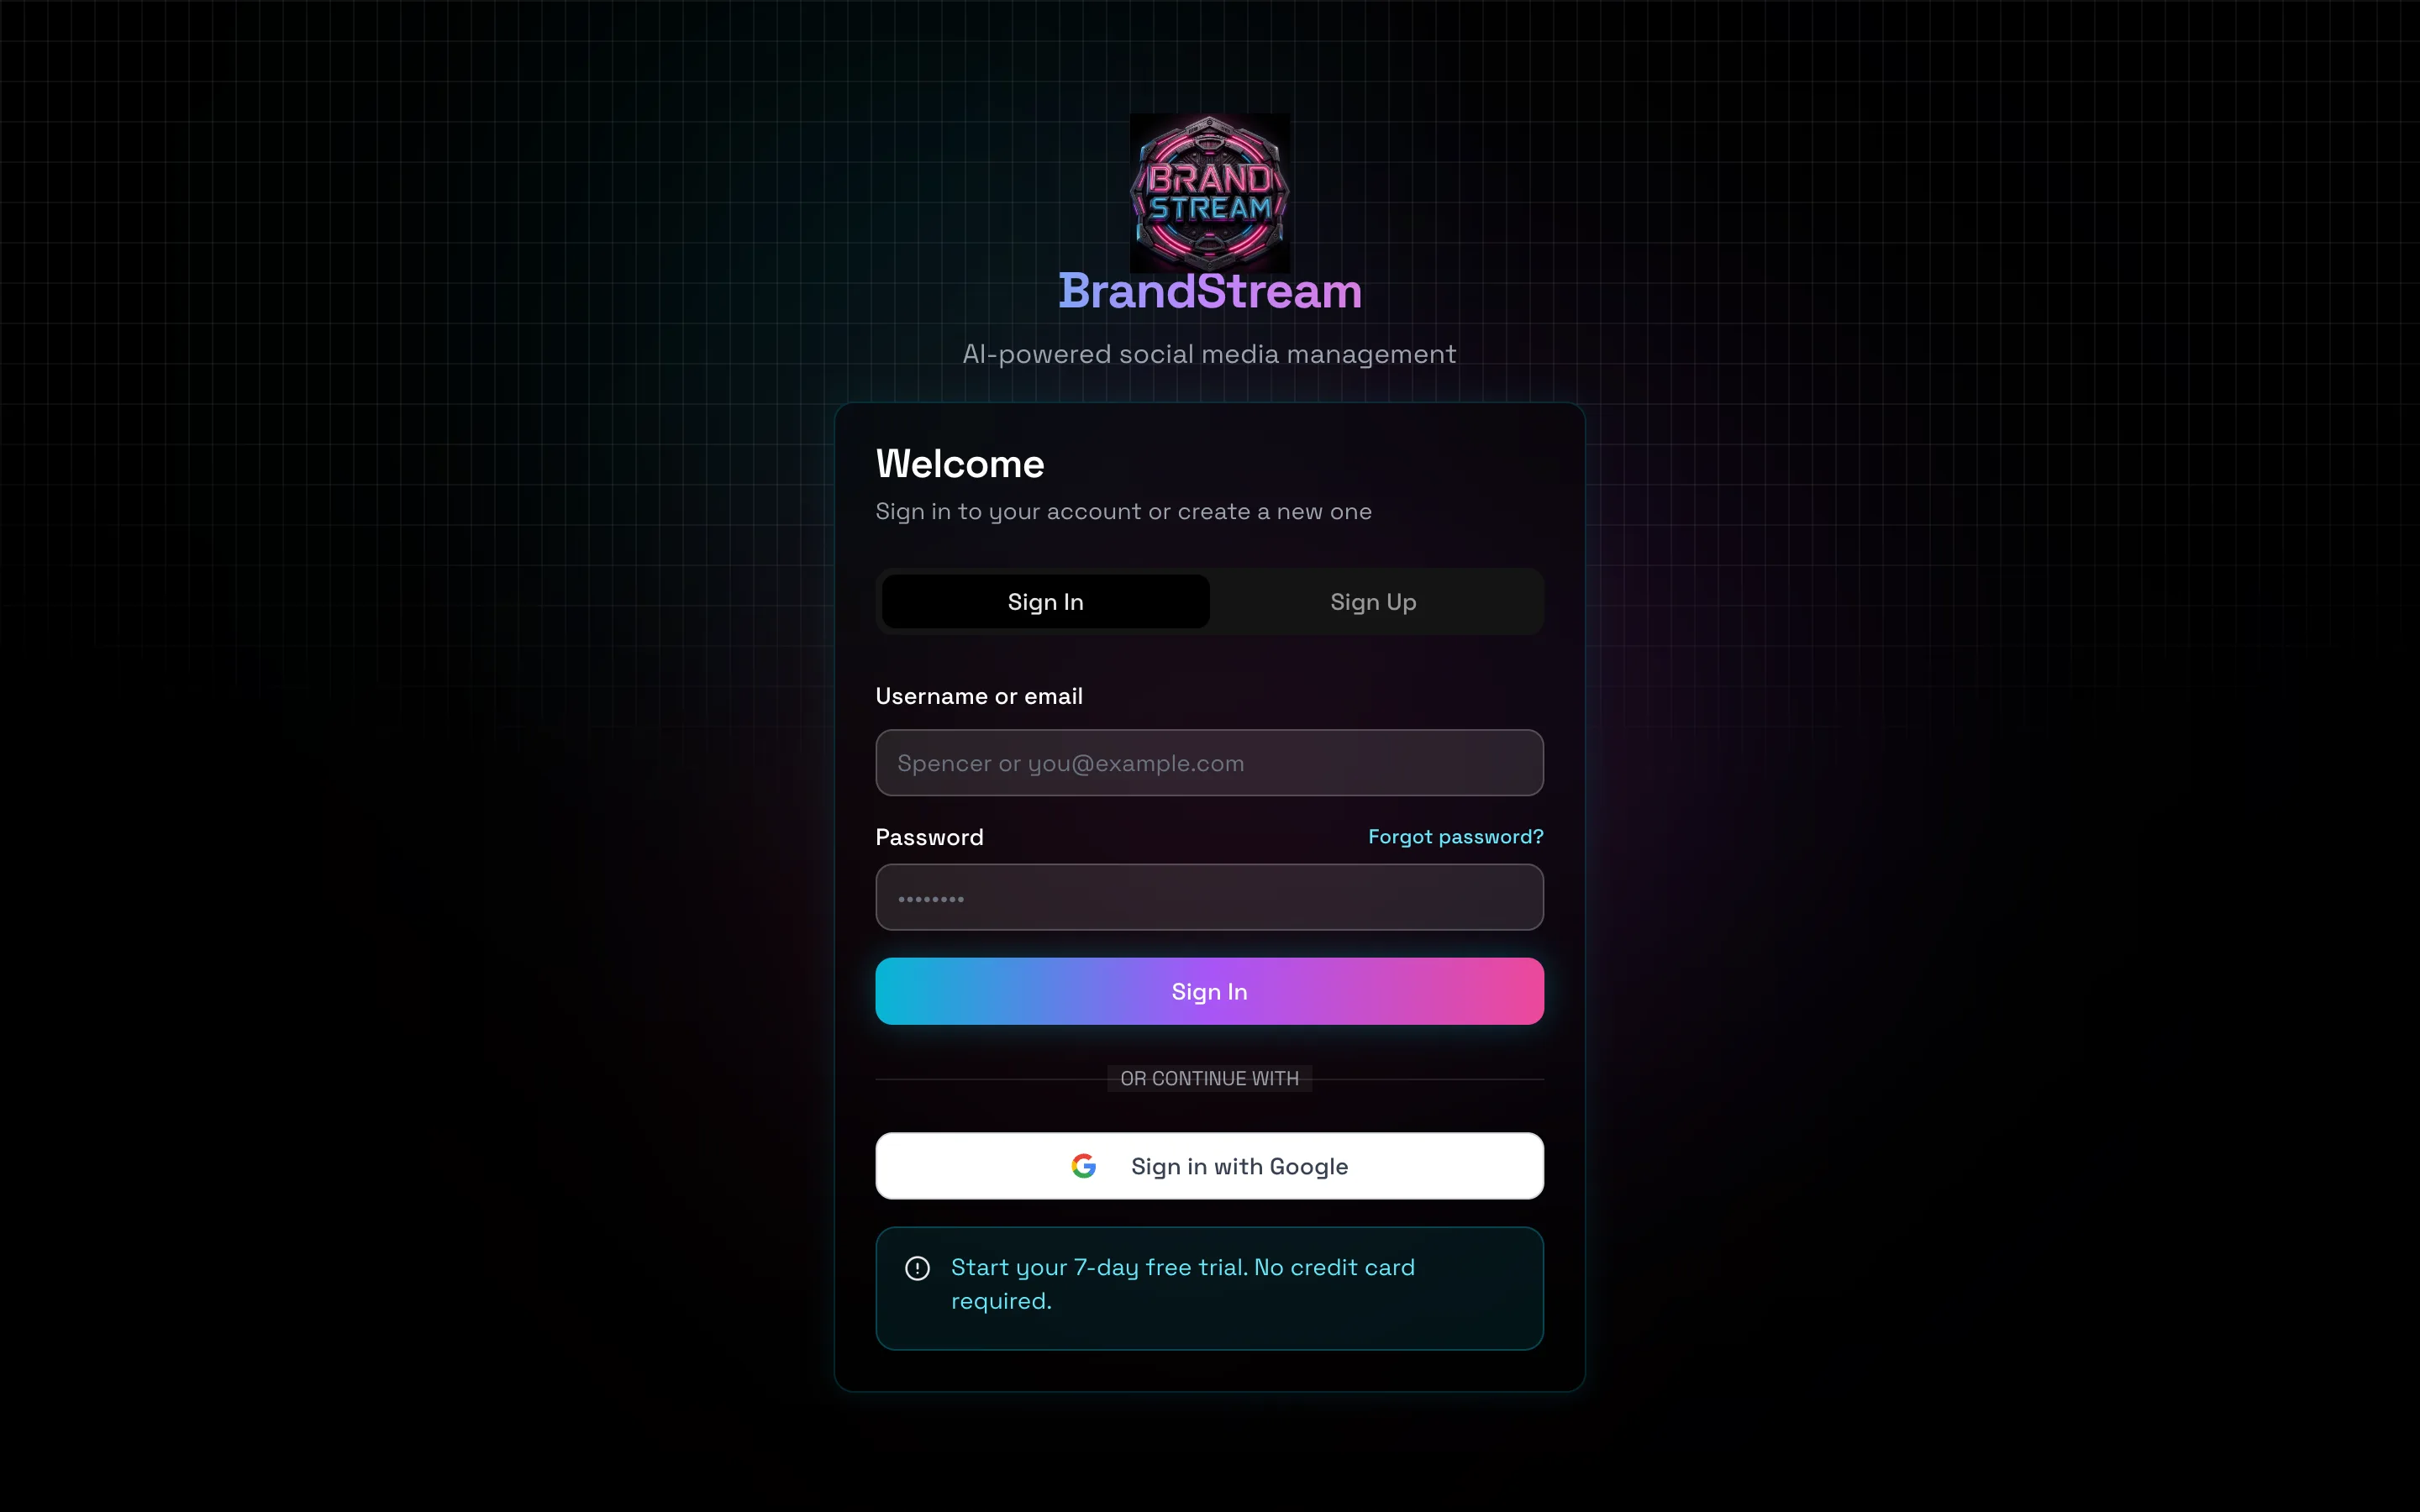 BRAND
STREAM
BrandStream
AI-powered social media management
Welcome
Sign in to your account or create a new one
Sign In
Sign Up
Username or email
Spencer or you@example.com
Password
Forgot password?
••••••••
Sign In
OR CONTINUE WITH
Sign in with Google
Start your 7-day free trial. No credit card
required.